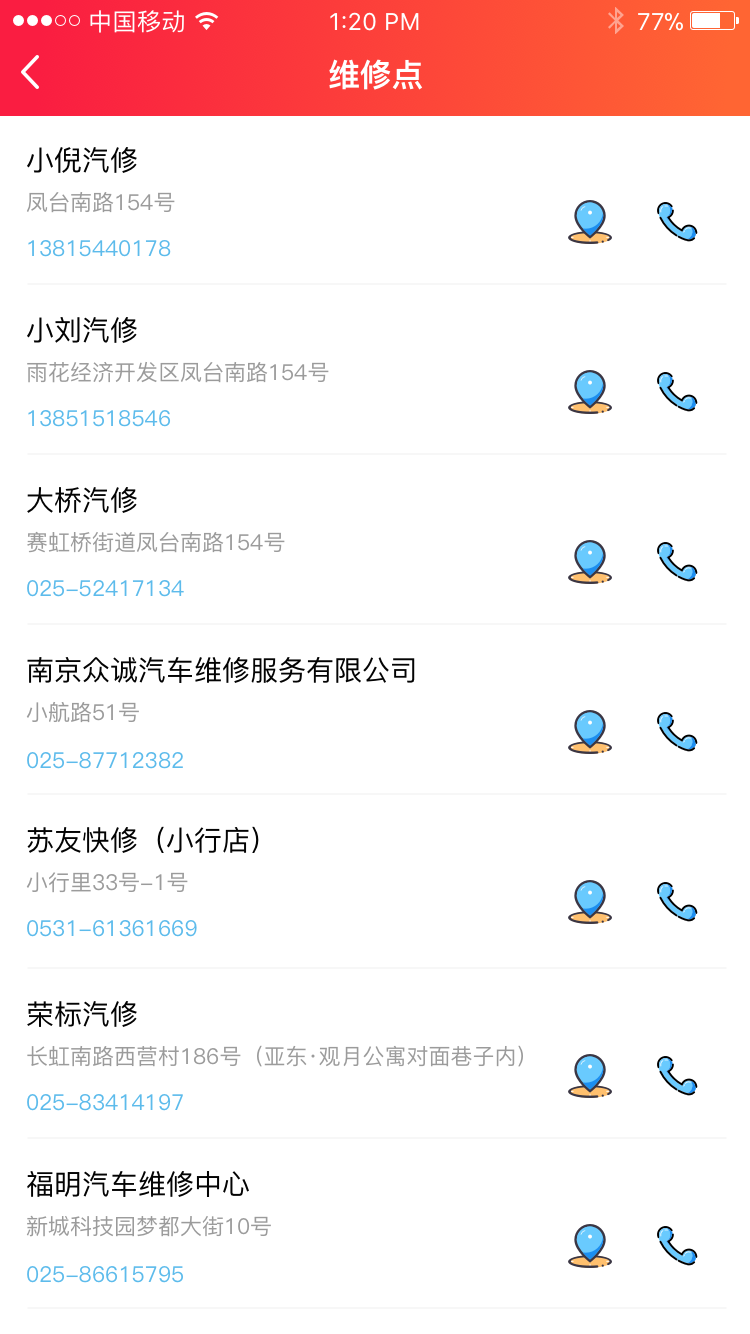 中国移动 1:20 PM 77%
维修点
小倪汽修
凤台南路154号
13815440178
小刘汽修
雨花经济开发区凤台南路154号
13851518546
大桥汽修
赛虹桥街道凤台南路154号
025-52417134
南京众诚汽车维修服务有限公司
小航路51号
025-87712382
苏友快修（小行店）
小行里33号-1号
0531-61361669
荣标汽修
长虹南路西营村186号（亚东·观月公寓对面巷子内）
025-83414197
福明汽车维修中心
新城科技园梦都大街10号
025-86615795